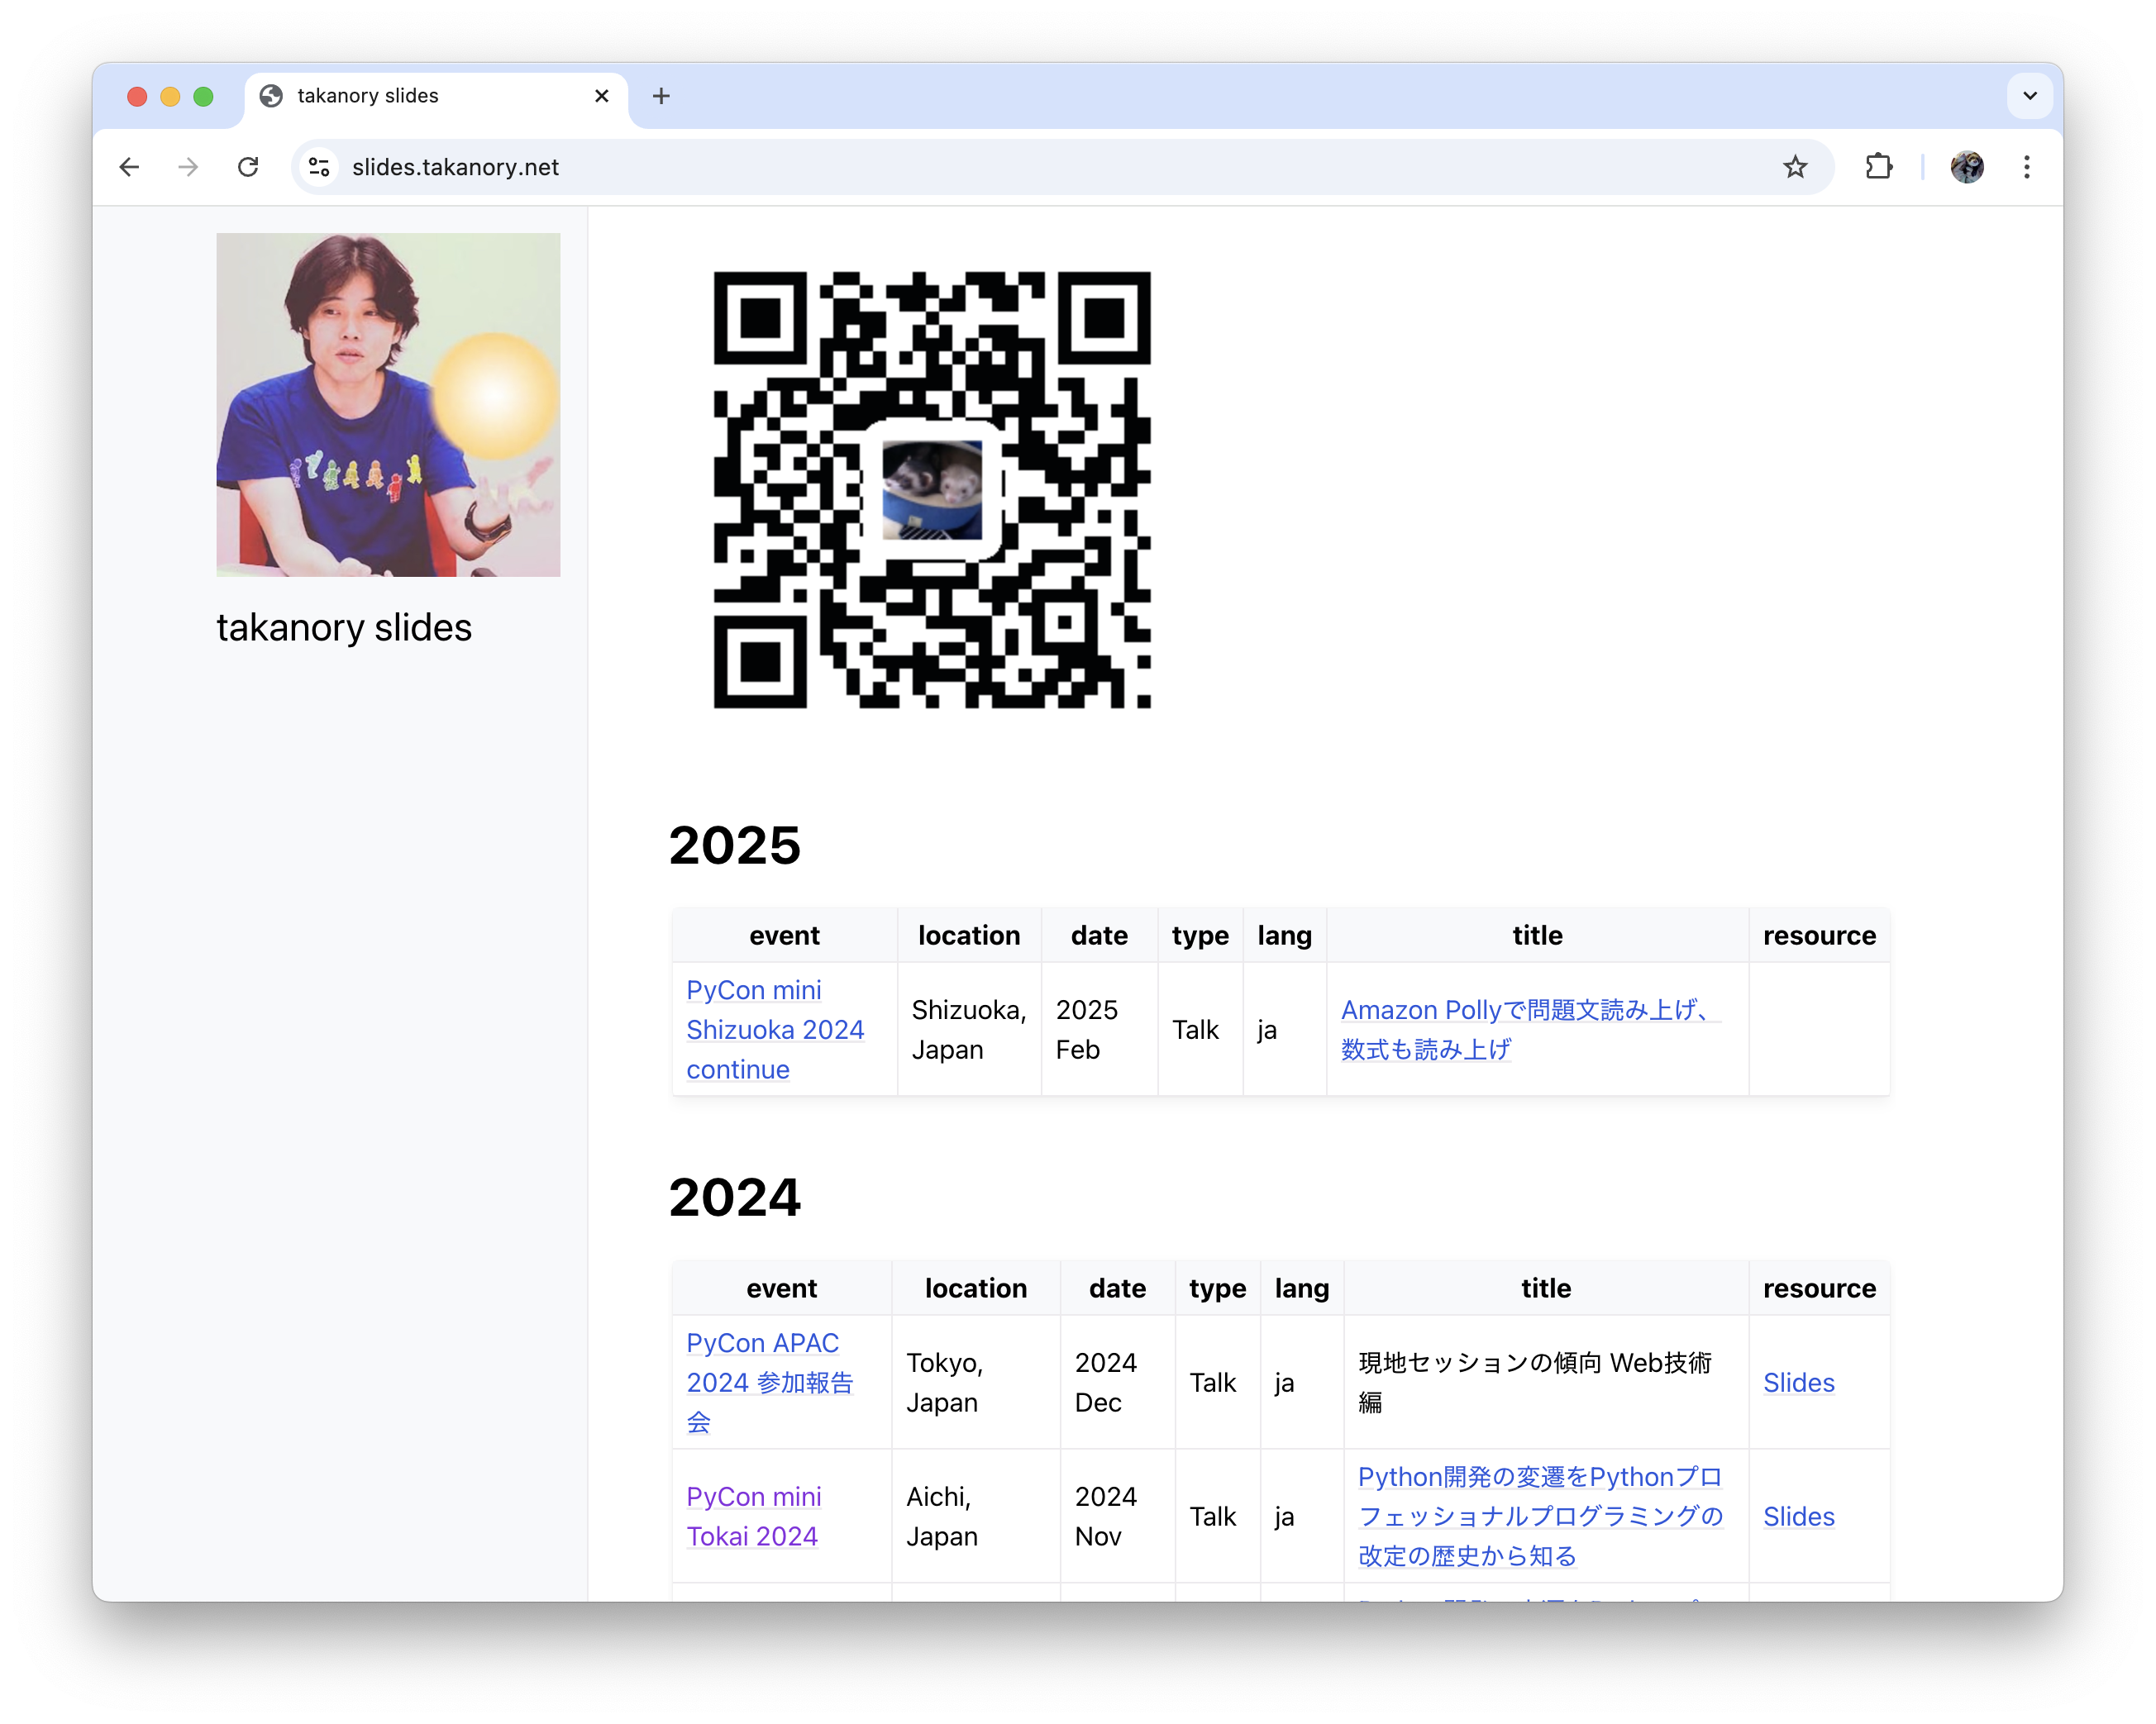 takanory slides
slides.takanory.net
takanory slides
2025
event location date type lang title resource
PyCon mini Shizuoka, 2025 Talk ja Amazon Pollyで問題文読み上げ、
Shizuoka 2024 Japan Feb 数式も読み上げ
continue
2024
event location date type lang title resource
PyCon APAC Tokyo, 2024 Talk ja 現地セッションの傾向 Web技術 Slides
2024 参加報告 Japan Dec 編
会
PyCon mini Aichi, 2024 Talk ja Python開発の変遷をPythonプロ Slides
Tokai 2024 Japan Nov フェッショナルプログラミングの
改定の歴史から知る